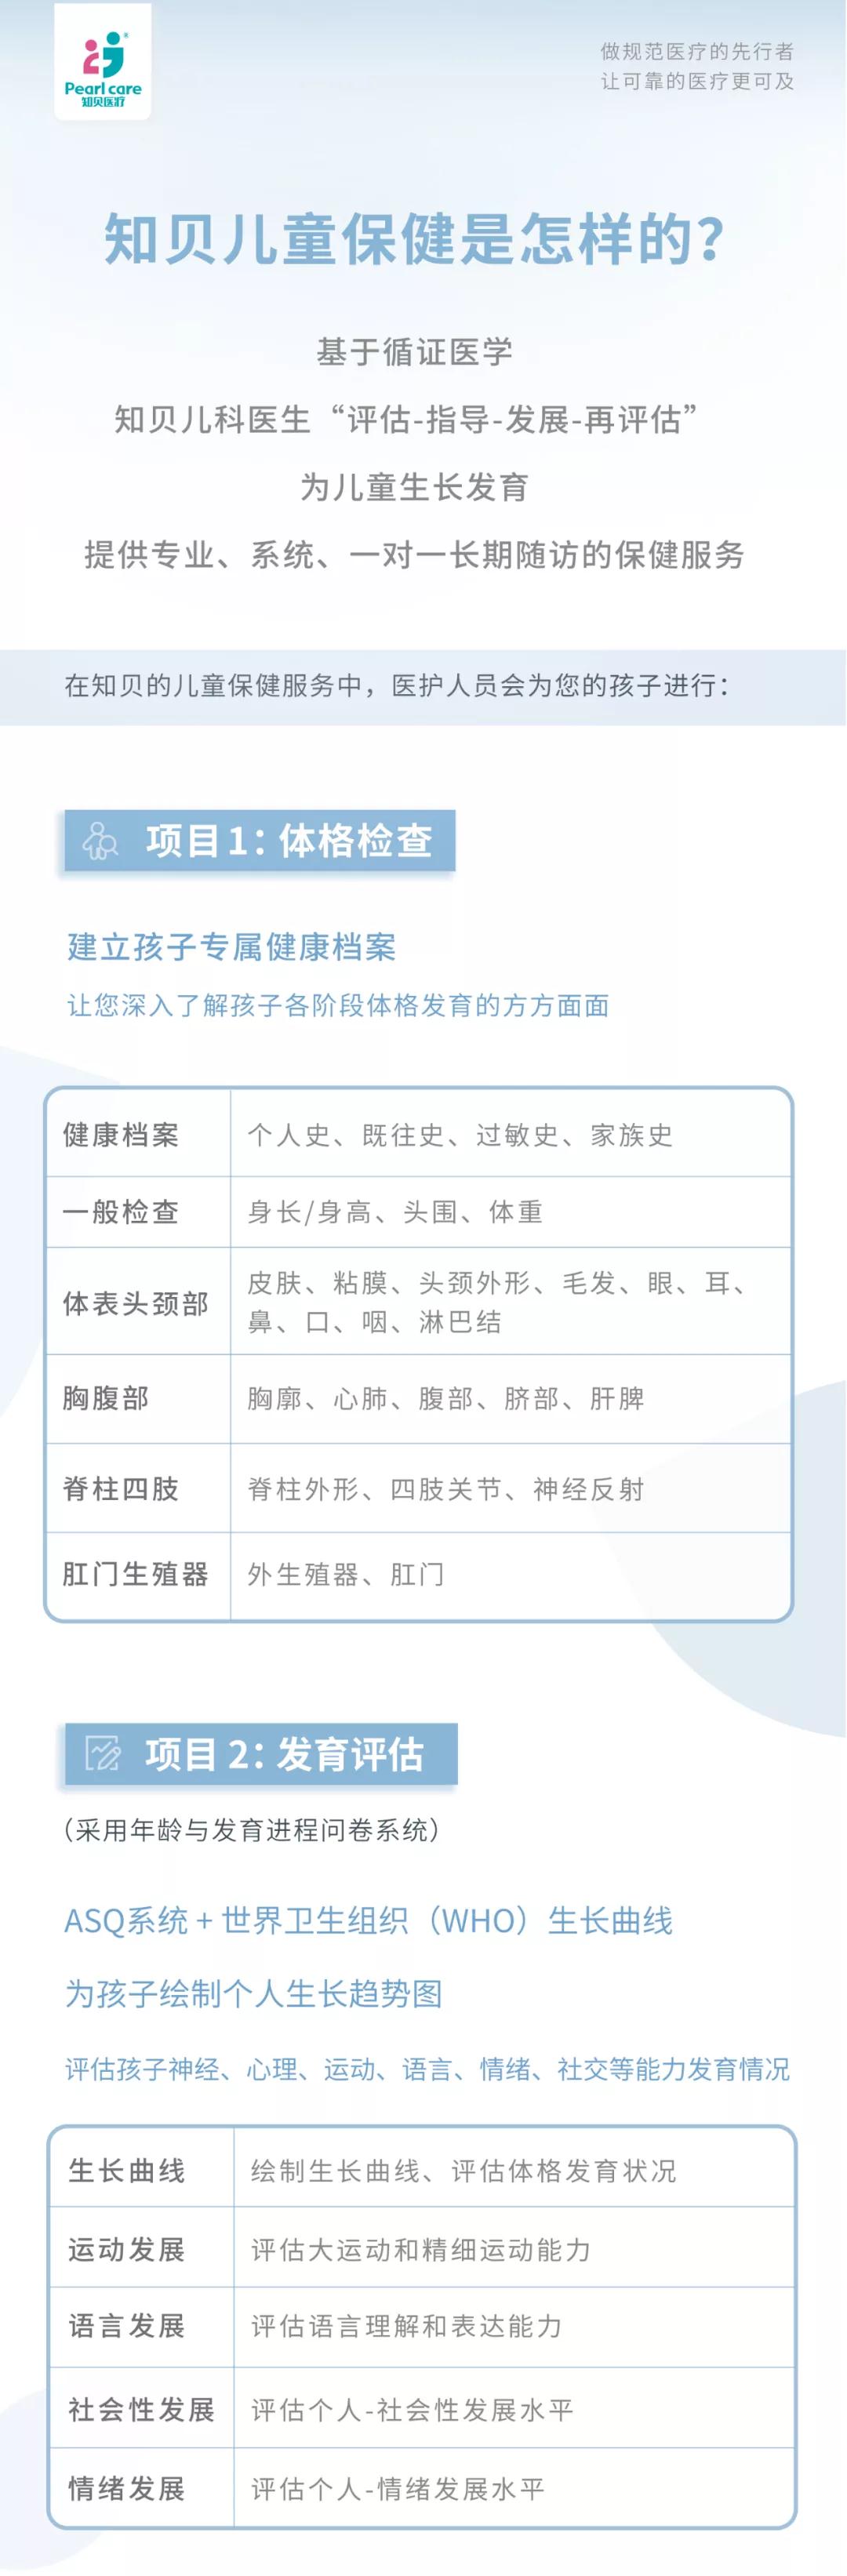 Pearl care
知贝医疗
做规范医疗的先行者
让可靠的医疗更可及
知贝儿童保健是怎样的?
基于循证医学
知贝儿科医生“评估-指导-发展-再评估”
为儿童生长发育
提供专业、系统、一对一长期随访的保健服务
在知贝的儿童保健服务中，医护人员会为您的孩子进行：
项目1：体格检查
建立孩子专属健康档案
让您深入了解孩子各阶段体格发育的方方面面
健康档案 个人史、既往史、过敏史、家族史
一般检查 身长/身高、头围、体重
体表头颈部 皮肤、粘膜、头颈外形、毛发、眼、耳、
鼻、口、咽、淋巴结
胸腹部 胸廓、心肺、腹部、脐部、肝脾
脊柱四肢 脊柱外形、四肢关节、神经反射
肛门生殖器 外生殖器、肛门
项目 2：发育评估
（采用年龄与发育进程问卷系统）
ASQ系统 + 世界卫生组织（WHO）生长曲线
为孩子绘制个人生长趋势图
评估孩子神经、心理、运动、语言、情绪、社交等能力发育情况
生长曲线 绘制生长曲线、评估体格发育状况
运动发展 评估大运动和精细运动能力
语言发展 评估语言理解和表达能力
社会性发展 评估个人-社会性发展水平
情绪发展 评估个人-情绪发展水平